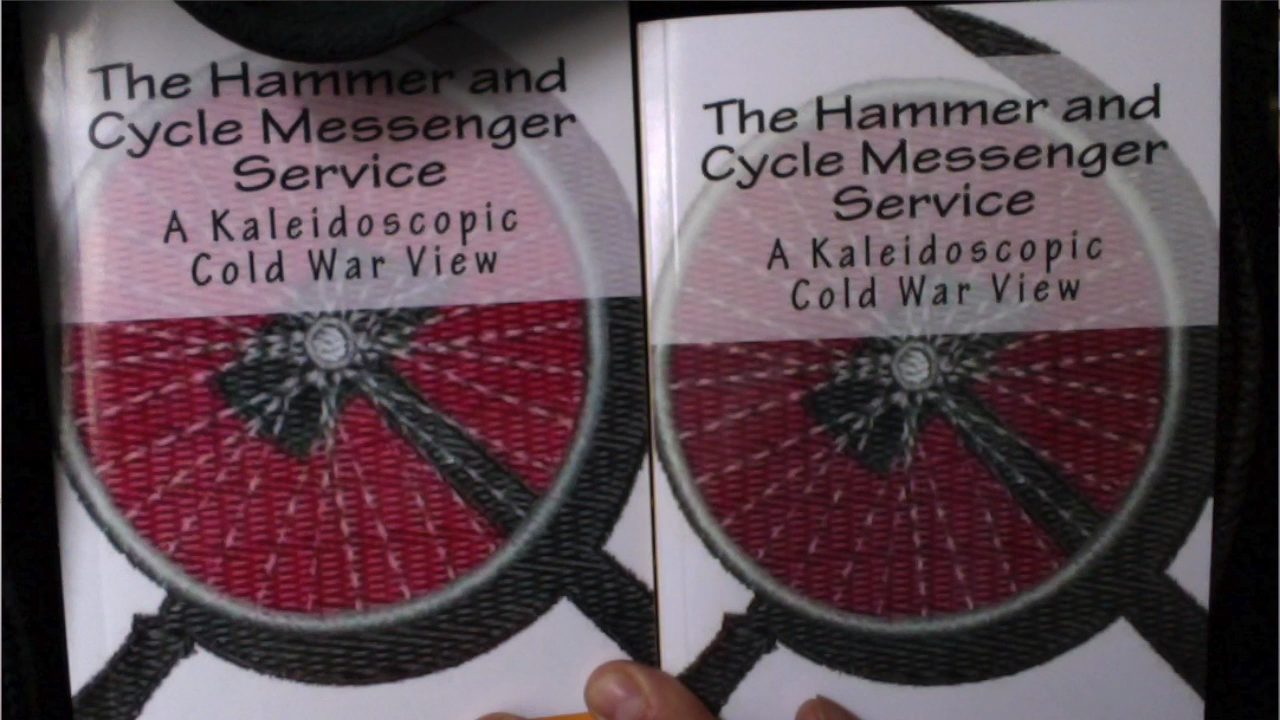 The Hammer and
Cycle Messenger
Service
A Kaleidoscopic
Cold War View
The Hammer and
Cycle Messenger
Service
A Kaleidoscopic
Cold War View